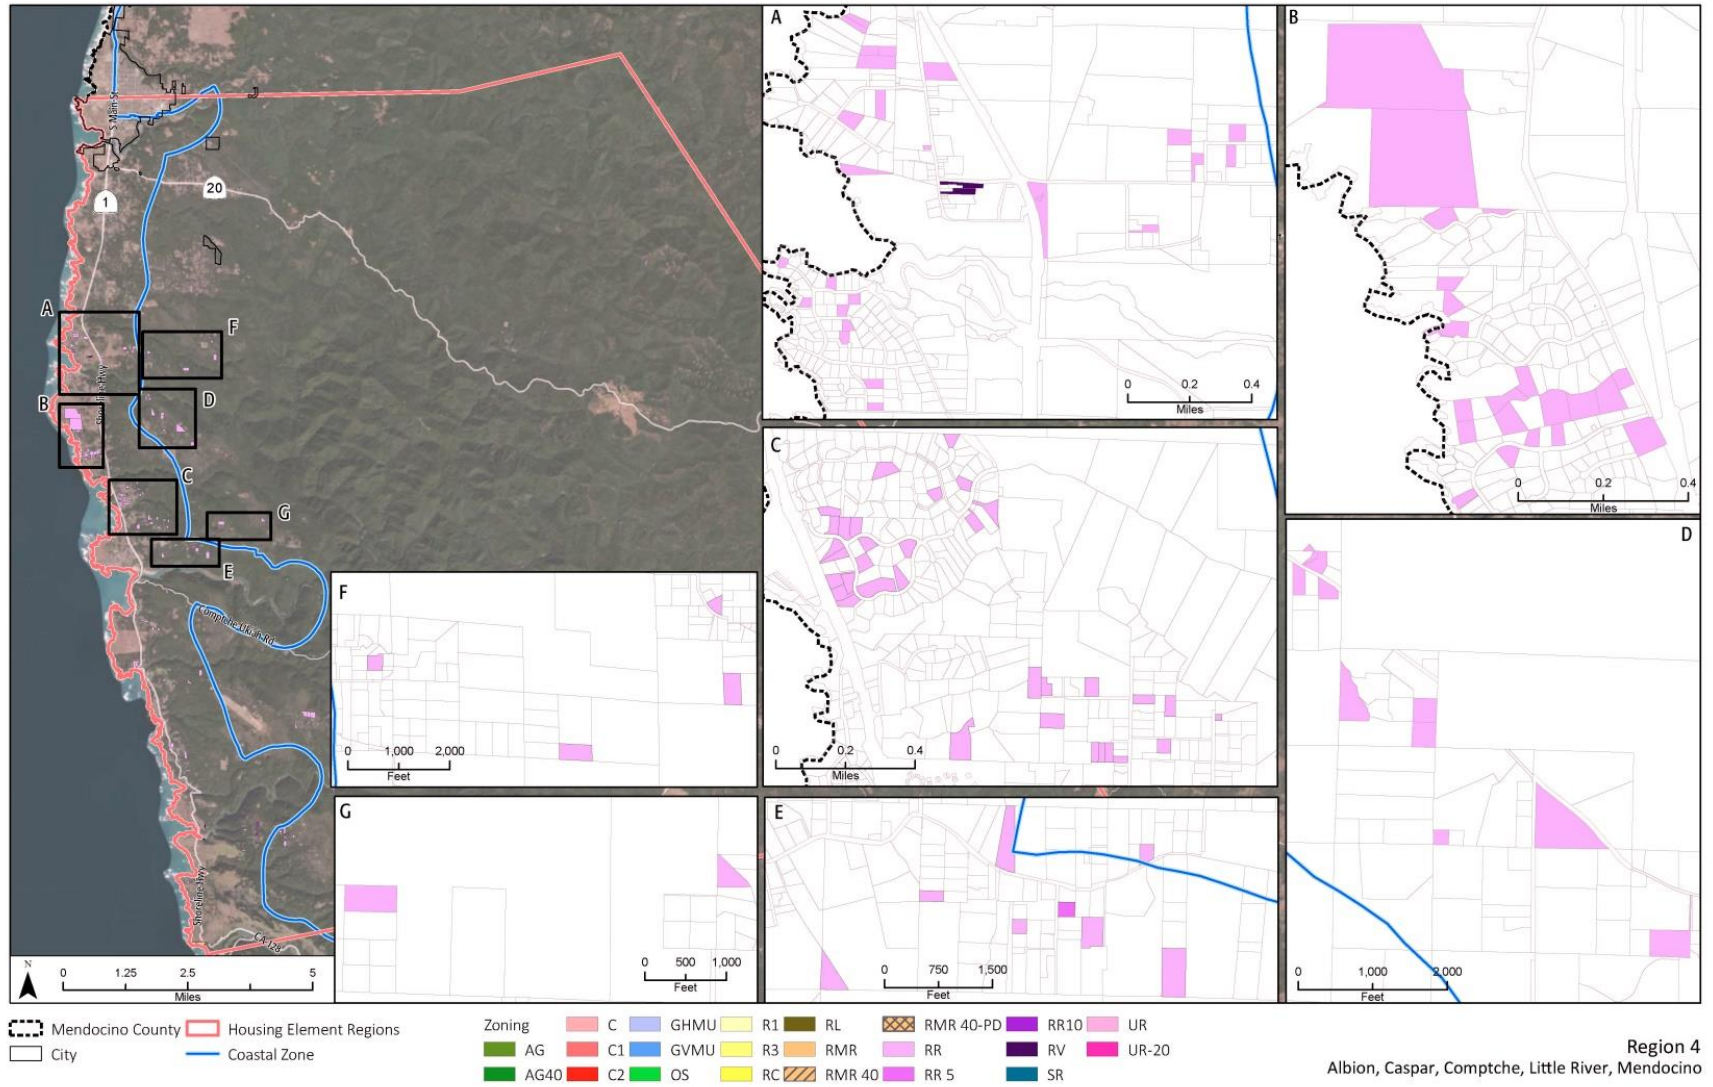 S Main St
20
1
A
F
Shoreline Hwy
B
D
C
G
E
Comptche Ukiah Rd
Shoreline Hwy
CA-128
N
0 1.25 2.5 5
Miles
A
0 0.2 0.4
Miles
B
0 0.2 0.4
Miles
C
0 0.2 0.4
Miles
D
0 1,000 2,000
Feet
F
0 1,000 2,000
Feet
G
0 500 1,000
Feet
E
0 750 1,500
Feet
Mendocino County
City
Housing Element Regions
Coastal Zone
Zoning
AG
AG40
C
C1
C2
GHMU
GVMU
OS
R1
R3
RC
RL
RMR
RMR 40
RMR 40-PD
RR
RR 5
RR10
RV
SR
UR
UR-20
Region 4
Albion, Caspar, Comptche, Little River, Mendocino